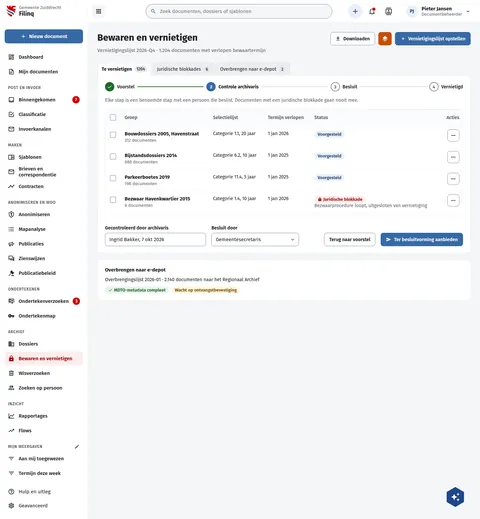 Gemeente Zuiddrecht
Filinq
Zoek documenten, dossiers of sjablonen
PJ
Pieter Jansen
Documentbeheerder
+ Nieuw document
Dashboard
Mijn documenten
POST EN INVOER
Binnengekomen
Classificatie
Invoerkanalen
MAKEN
Sjablonen
Brieven en correspondentie
Contracten
ANONIMISEREN EN WOO
Anonimiseren
Mapanalyse
Publicaties
Zienswijzen
Publicatiebeleid
ONDERTEKENEN
Ondertekenverzoeken
Ondertekenmap
ARCHIEF
Dossiers
Bewaren en vernietigen
Wisverzoeken
Zoeken op persoon
INZICHT
Rapportages
Flows
MIJN WEERGAVEN
Aan mij toegewezen
Termijn deze week
Hulp en uitleg
Geavanceerd
Bewaren en vernietigen
Vernietigingslijst 2026-Q4 · 1.204 documenten met verlopen bewaartermijn
Downloaden
+ Vernietigingslijst opstellen
Te vernietigen 1204
Juridische blokkades 6
Overbrengen naar e-depot 2
Voorstel
2 Controle archivaris
3 Besluit
4 Vernietigd
Elke stap is een benoemde stap met een persoon die beslist. Documenten met een juridische blokkade gaan nooit mee.
Groep Selectielijst Termijn verlopen Status Acties
Bouwdossiers 2005, Havenstraat Categorie 1.1, 20 jaar 1 jan 2026 Voorgesteld
312 documenten
Bijstandsdossiers 2014 Categorie 6.2, 10 jaar 1 jan 2025 Voorgesteld
Parkeerboetes 2019 Categorie 11.4, 5 jaar 1 jan 2025 Voorgesteld
198 documenten
Bezwaar Havenkwartier 2015 Categorie 1.4, 10 jaar 1 jan 2026 Juridische blokkade
documenten Bezwaarprocedure loopt, uitgesloten van vernietiging
Gecontroleerd door archivaris
Ingrid Bakker, 7 okt 2026
Besluit door
Gemeentesecretaris
Terug naar voorstel
Ter besluitvorming aanbieden
Overbrengen naar e-depot
Overbrengingslijst 2026-01 · 2.140 documenten naar het Regionaal Archief
MDTO-metadata compleet
Wacht op ontvangstbevestiging